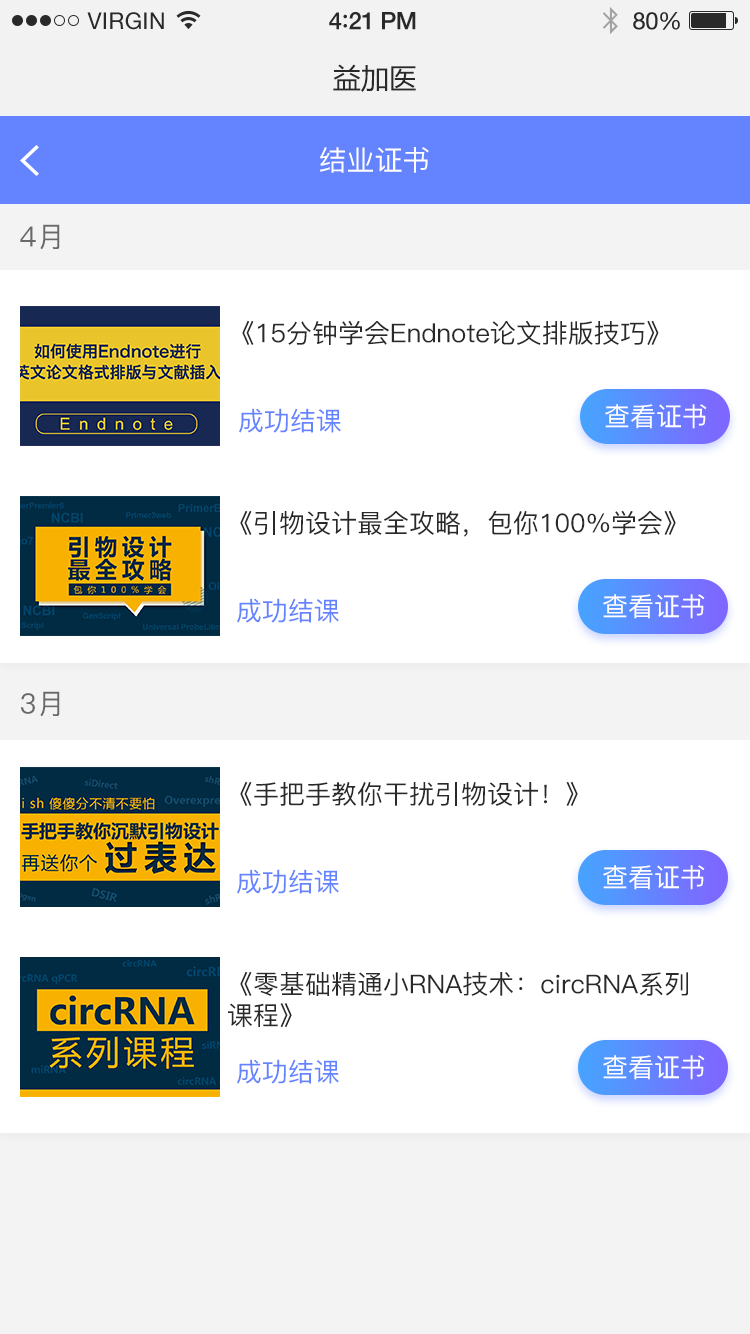 VIRGIN
4:21 PM
80%
益加医
结业证书
4月
如何使用Endnote进行
英文论文格式排版与文献插入
Endnote
《15分钟学会Endnote论文排版技巧》
成功结课
查看证书
NCBI
Primer3web
引物设计
最全攻略
包你100%学会
NCBI
GenScript
《引物设计最全攻略，包你100%学会》
成功结课
查看证书
3月
siDirect
sh傻傻分不清不要怕
手把手教你沉默引物设计
再送你个 过表达
DSIR
《手把手教你干扰引物设计！》
成功结课
查看证书
circRNA
cRNA qPCR
circRNA
系列课程
miRNA
circRNA
《零基础精通小RNA技术：circRNA系列
课程》
成功结课
查看证书